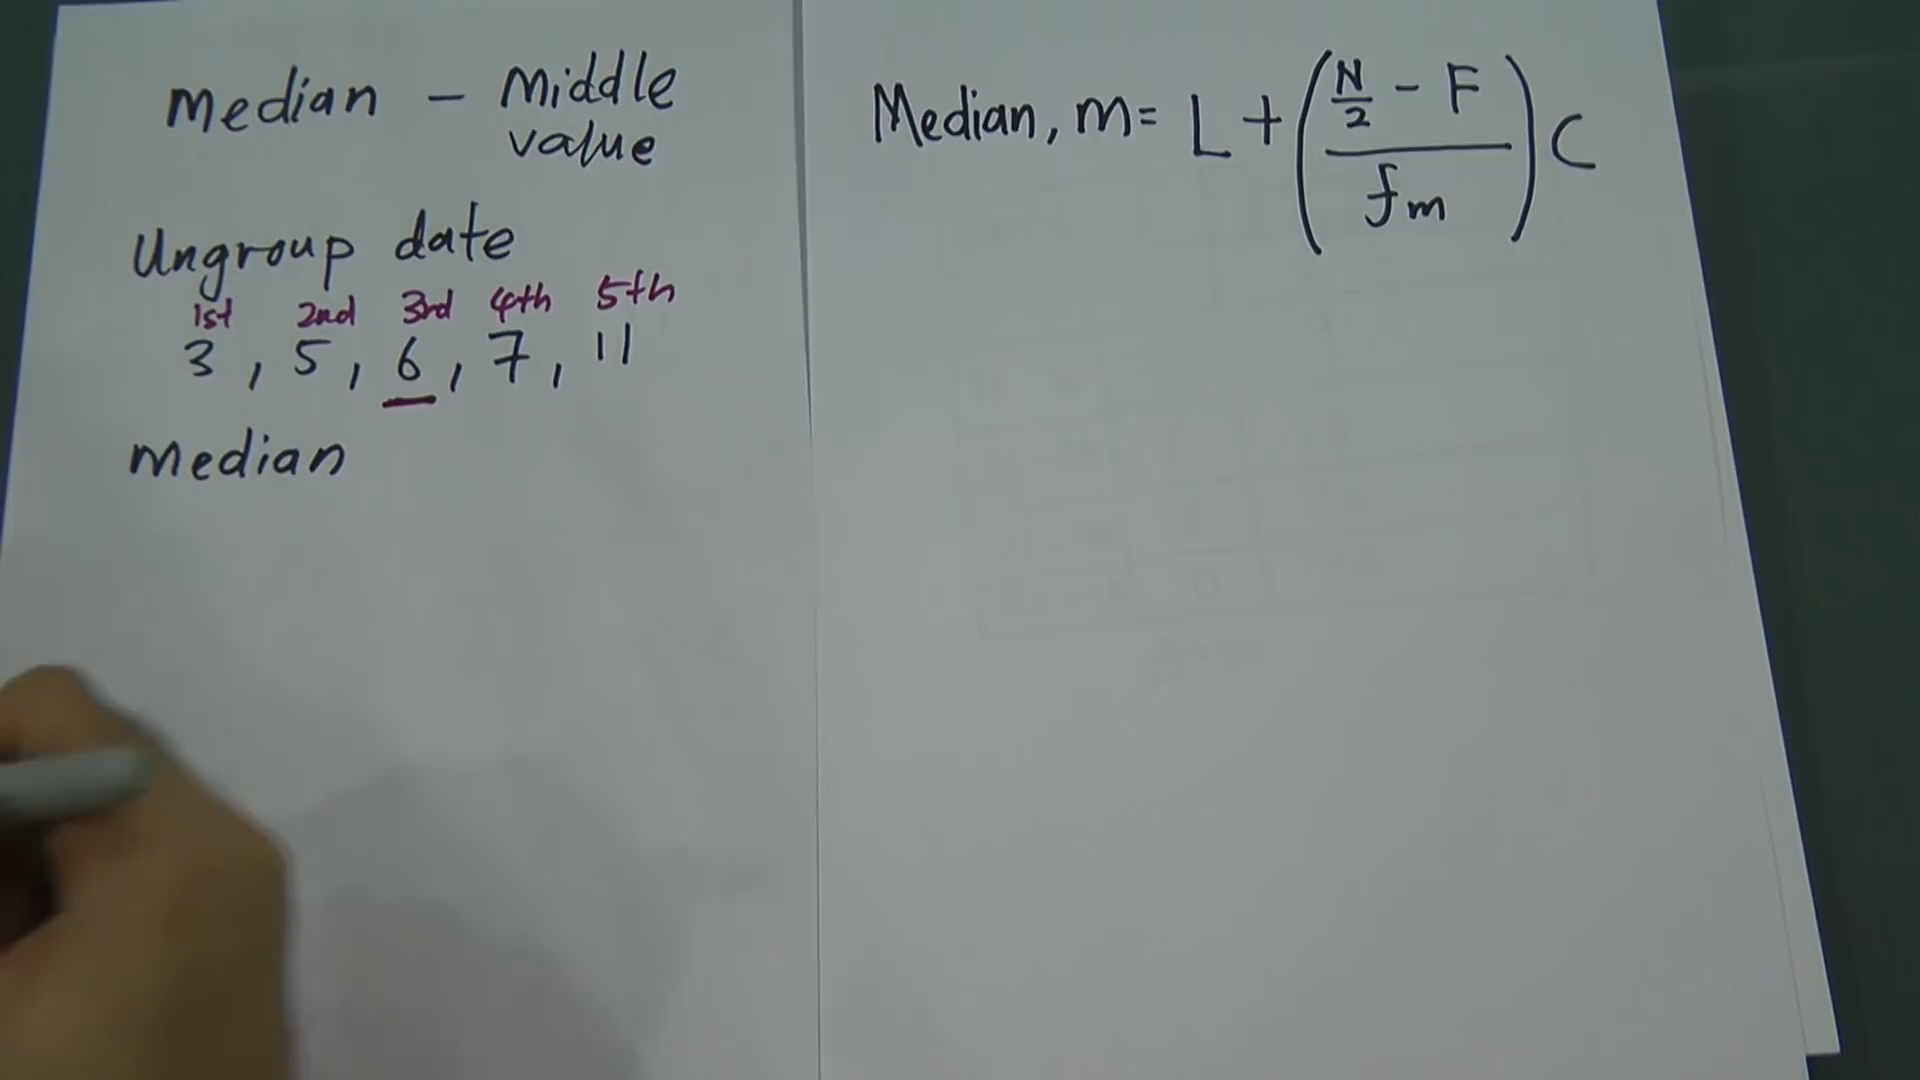 Median - Middle
value
Ungroup date
1st 2nd 3rd 4th 5th
3 , 5 , 6 , 7 , 11
Median
Median, m = L + ( (N/2 - F) / fm ) C